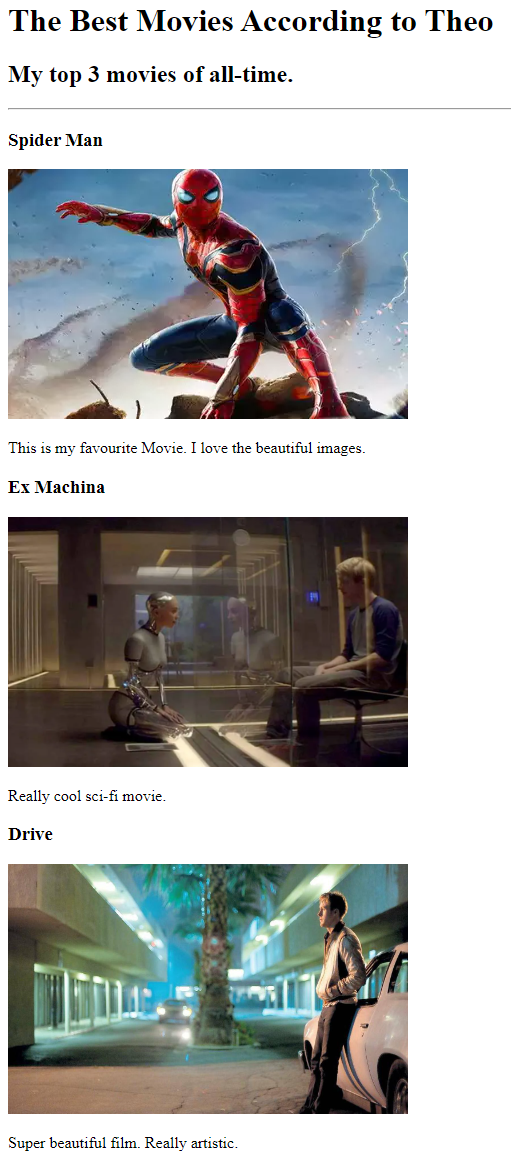 The Best Movies According to Theo
My top 3 movies of all-time.
Spider Man
This is my favourite Movie. I love the beautiful images.
Ex Machina
Really cool sci-fi movie.
Drive
Super beautiful film. Really artistic.